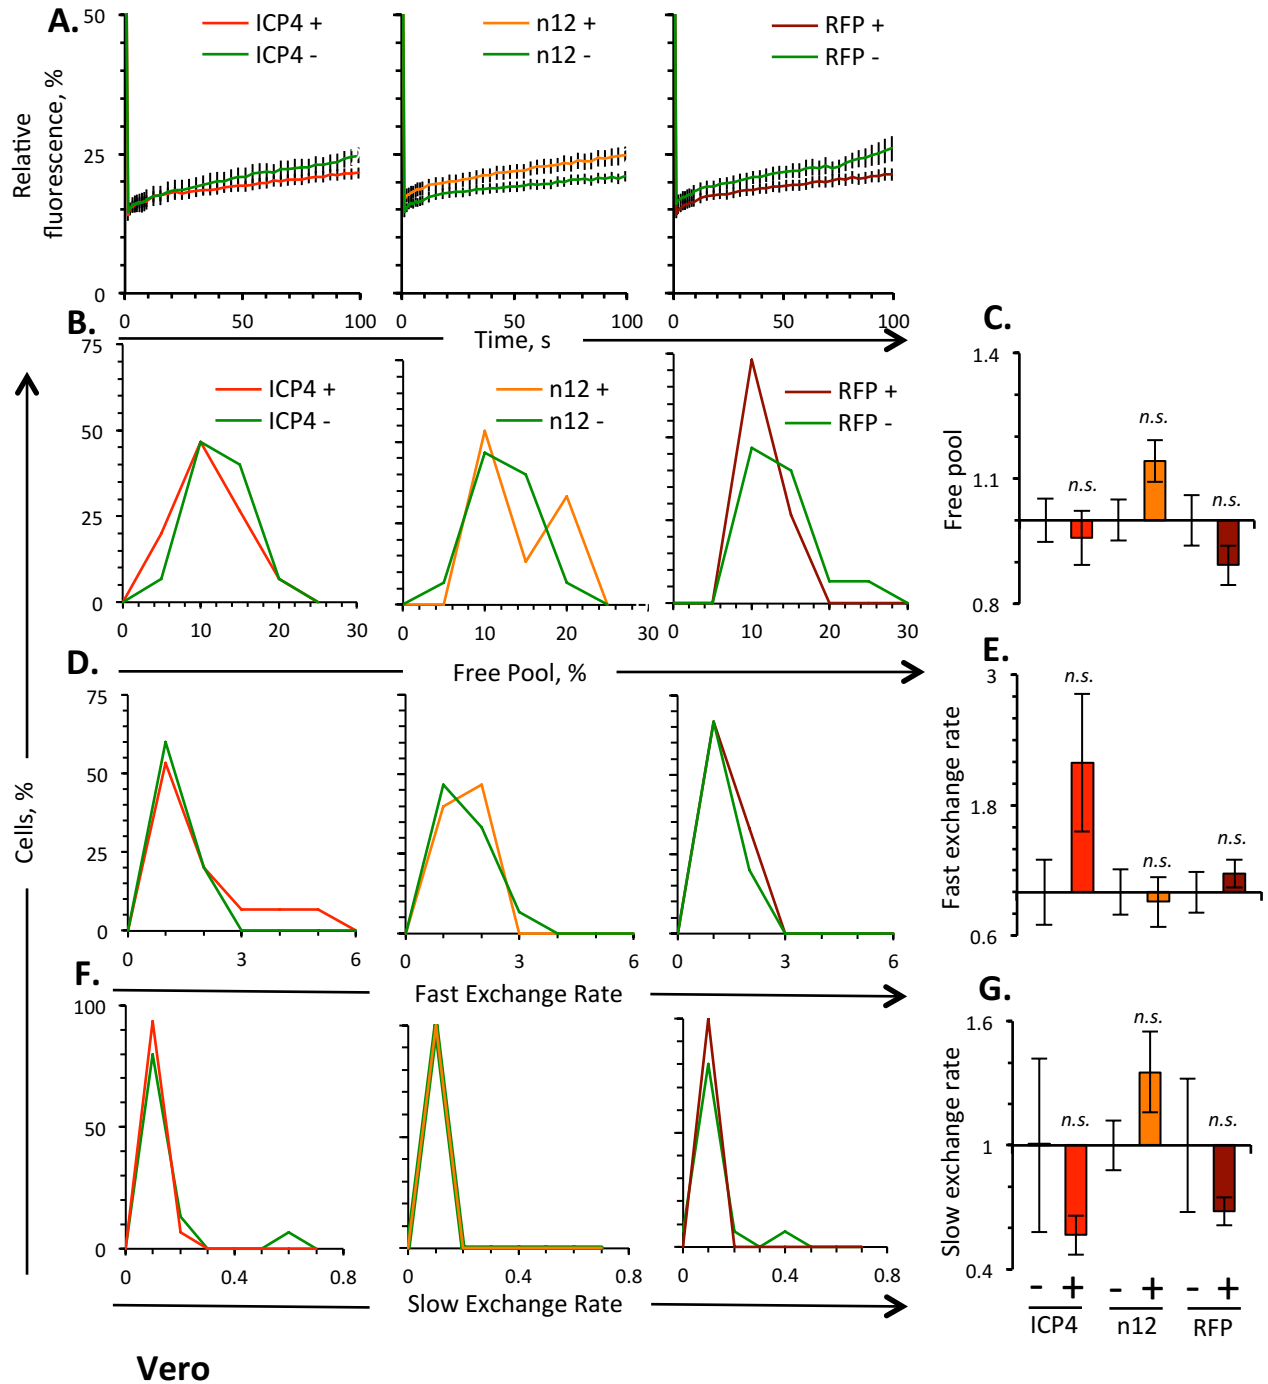 A.
50
25
0
Relative
fluorescence, %
ICP4 +
ICP4 -
n12 +
n12 -
RFP +
RFP -
0 50 100
0 50 100
0 50 100
Time, s
B.
75
50
25
0
ICP4 +
ICP4 -
n12 +
n12 -
RFP +
RFP -
0 10 20 30
0 10 20 30
0 10 20 30
Free Pool, %
C.
1.4
1.1
0.8
Free pool
n.s.
n.s.
n.s.
Cells, %
D.
75
50
25
0
0 3 6
0 3 6
0 3 6
Fast Exchange Rate
E.
3
1.8
0.6
Fast exchange rate
n.s.
n.s.
n.s.
F.
100
50
0
0 0.4 0.8
0 0.4 0.8
0 0.4 0.8
Slow Exchange Rate
G.
1.6
1
0.4
Slow exchange rate
n.s.
n.s.
n.s.
- + - + - +
ICP4 n12 RFP
Vero